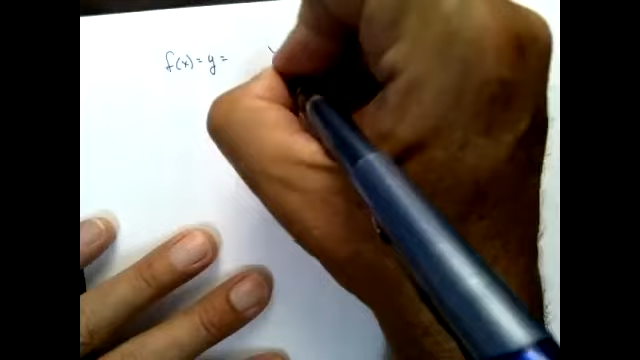 f(x) = y =